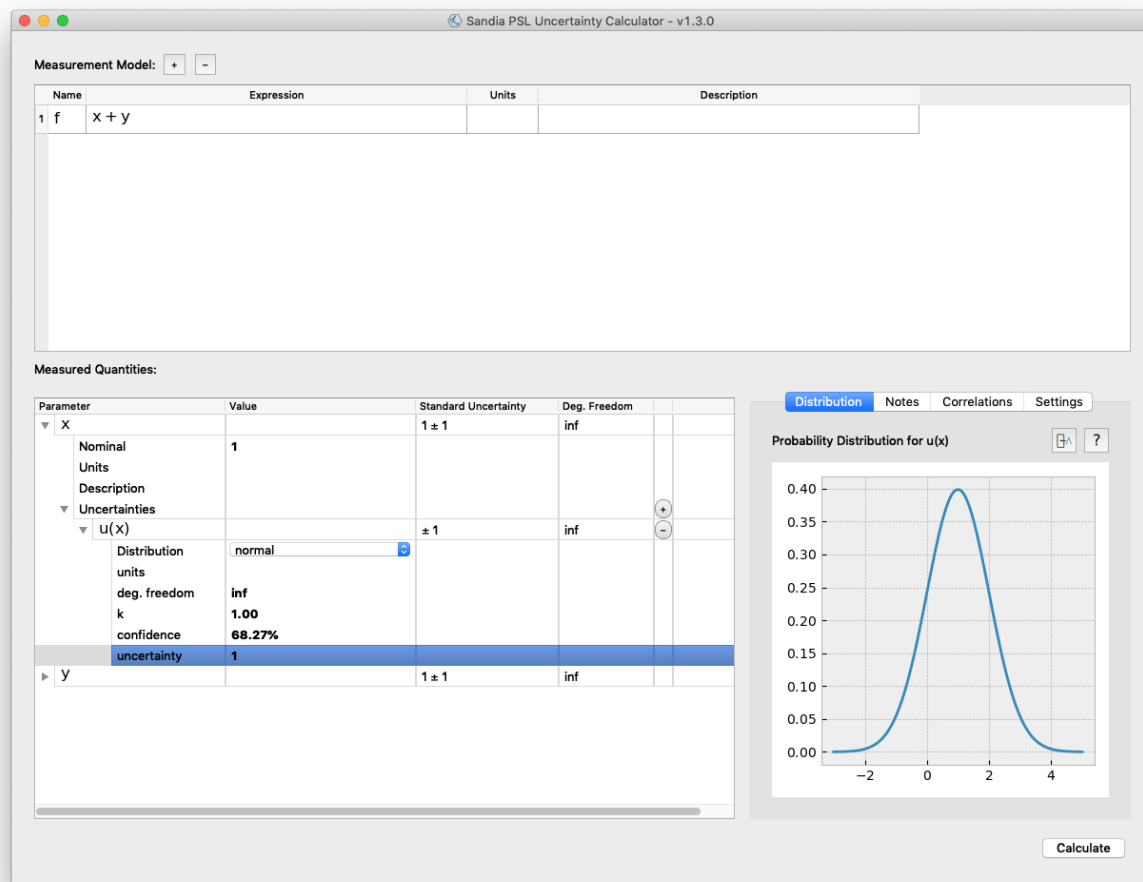 Sandia PSL Uncertainty Calculator - v1.3.0
Measurement Model: + -
Name Expression Units Description
1 f x + y
Measured Quantities:
Parameter Value Standard Uncertainty Deg. Freedom
x 1 ± 1 inf
Nominal 1
Units
Description
Uncertainties +
u(x) ± 1 inf -
Distribution normal
units
deg. freedom inf
k 1.00
confidence 68.27%
uncertainty 1
y 1 ± 1 inf
Distribution Notes Correlations Settings
Probability Distribution for u(x) ?
0.40
0.35
0.30
0.25
0.20
0.15
0.10
0.05
0.00
−2 0 2 4
Calculate